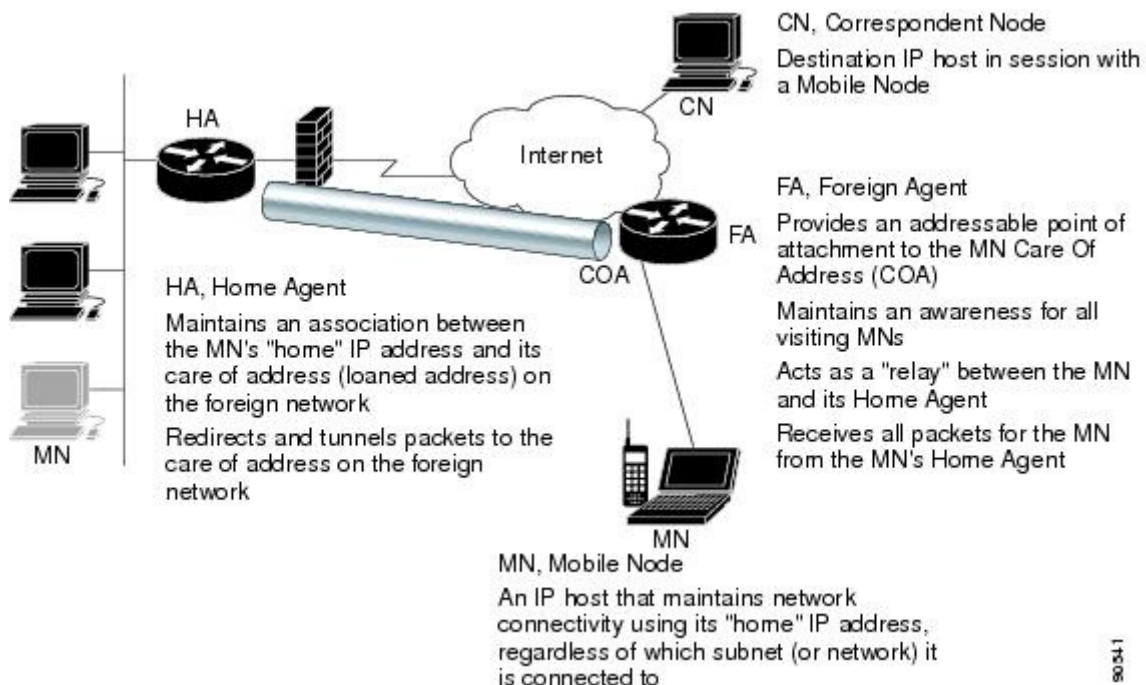 CN, Correspondent Node
Destination IP host in session with
a Mobile Node
CN
HA
Internet
FA
COA
FA, Foreign Agent
Provides an addressable point of
attachment to the MN Care Of
Address (COA)
Maintains an awareness for all
visiting MNs
Acts as a "relay" between the MN
and its Home Agent
Receives all packets for the MN
from the MN's Home Agent
HA, Home Agent
Maintains an association between
the MN's "home" IP address and its
care of address (loaned address) on
the foreign network
Redirects and tunnels packets to the
care of address on the foreign
network
MN
MN
MN, Mobile Node
An IP host that maintains network
connectivity using its "home" IP address,
regardless of which subnet (or network) it
is connected to
90541